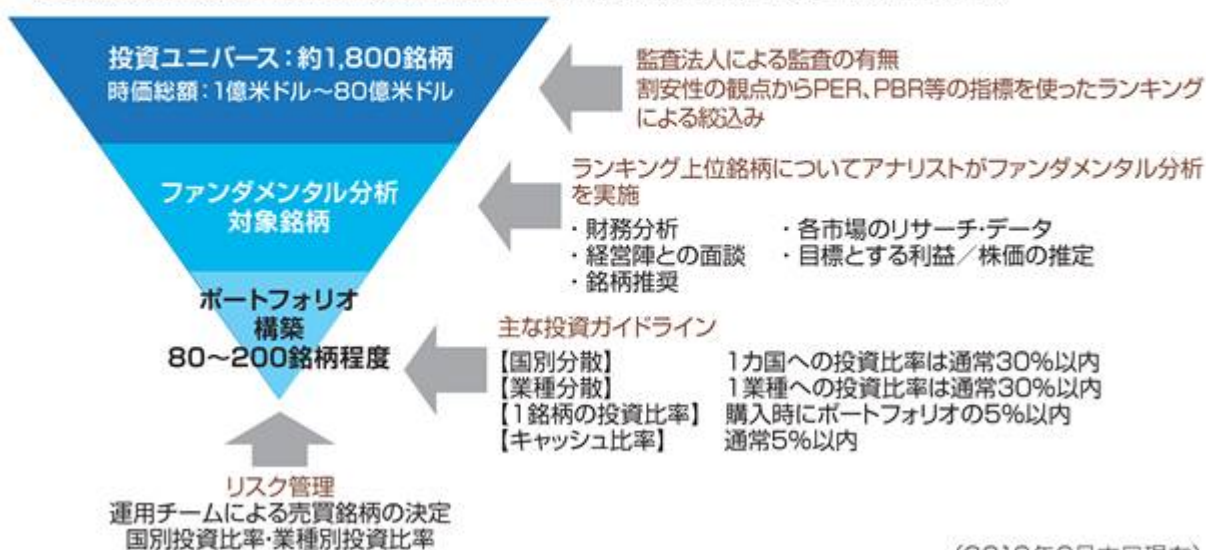 投資ユニバース：約1,800銘柄
時価総額：1億米ドル～80億米ドル
監査法人による監査の有無
割安性の観点からPER、PBR等の指標を使ったランキング
による絞込み
ファンダメンタル分析
対象銘柄
ランキング上位銘柄についてアナリストがファンダメンタル分析
を実施
・財務分析 ・各市場のリサーチ・データ
・経営陣との面談 ・目標とする利益／株価の推定
・銘柄推奨
ポートフォリオ
構築
80～200銘柄程度
主な投資ガイドライン
【国別分散】 1カ国への投資比率は通常30%以内
【業種分散】 1業種への投資比率は通常30%以内
【1銘柄の投資比率】 購入時にポートフォリオの5%以内
【キャッシュ比率】 通常5%以内
リスク管理
運用チームによる売買銘柄の決定
国別投資比率・業種別投資比率